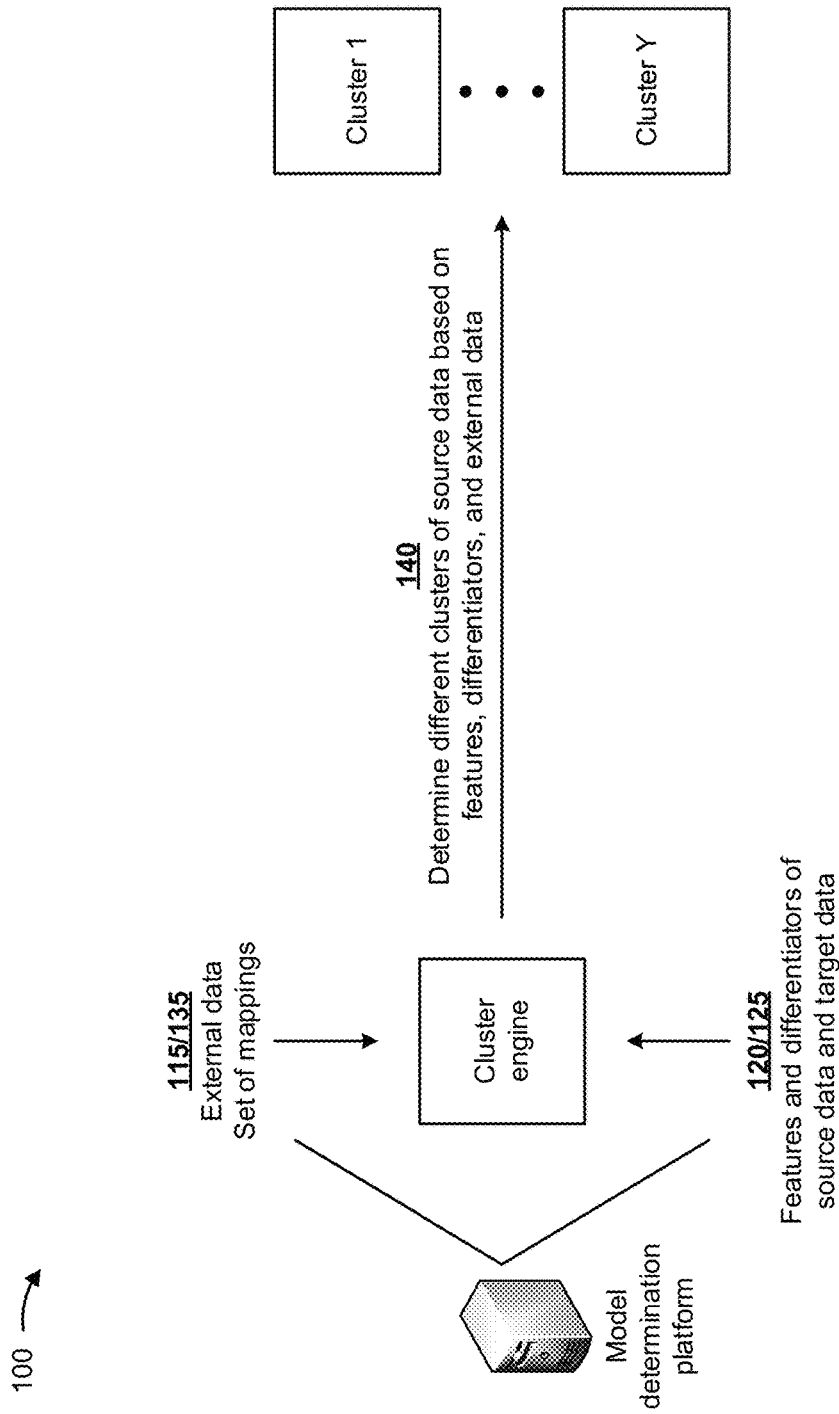 100
Model
determination
platform
115/135
External data
Set of mappings
Cluster
engine
120/125
Features and differentiators of
source data and target data
140
Determine different clusters of source data based on
features, differentiators, and external data
Cluster 1
Cluster Y